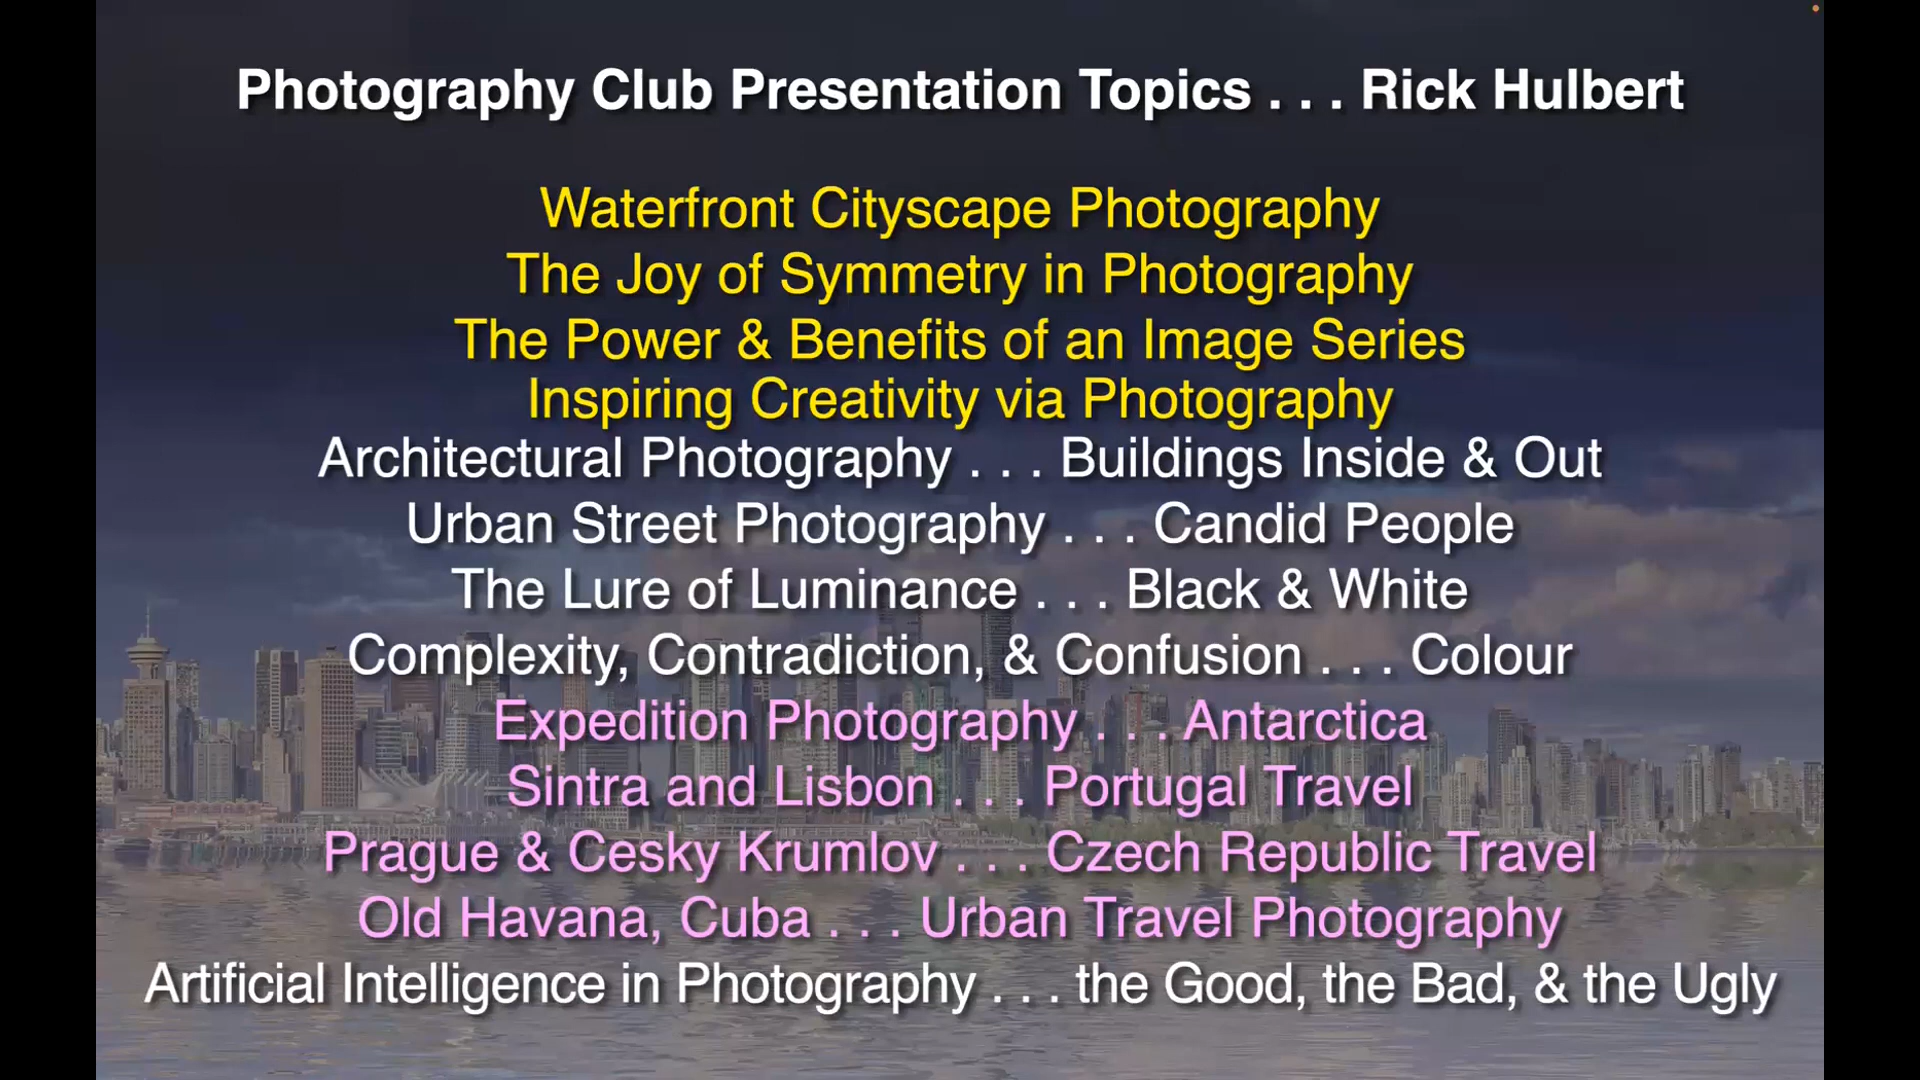 Photography Club Presentation Topics . . . Rick Hulbert
Waterfront Cityscape Photography
The Joy of Symmetry in Photography
The Power & Benefits of an Image Series
Inspiring Creativity via Photography
Architectural Photography . . . Buildings Inside & Out
Urban Street Photography . . . Candid People
The Lure of Luminance . . . Black & White
Complexity, Contradiction, & Confusion . . . Colour
Expedition Photography . . . Antarctica
Sintra and Lisbon . . . Portugal Travel
Prague & Cesky Krumlov . . . Czech Republic Travel
Old Havana, Cuba . . . Urban Travel Photography
Artificial Intelligence in Photography . . . the Good, the Bad, & the Ugly